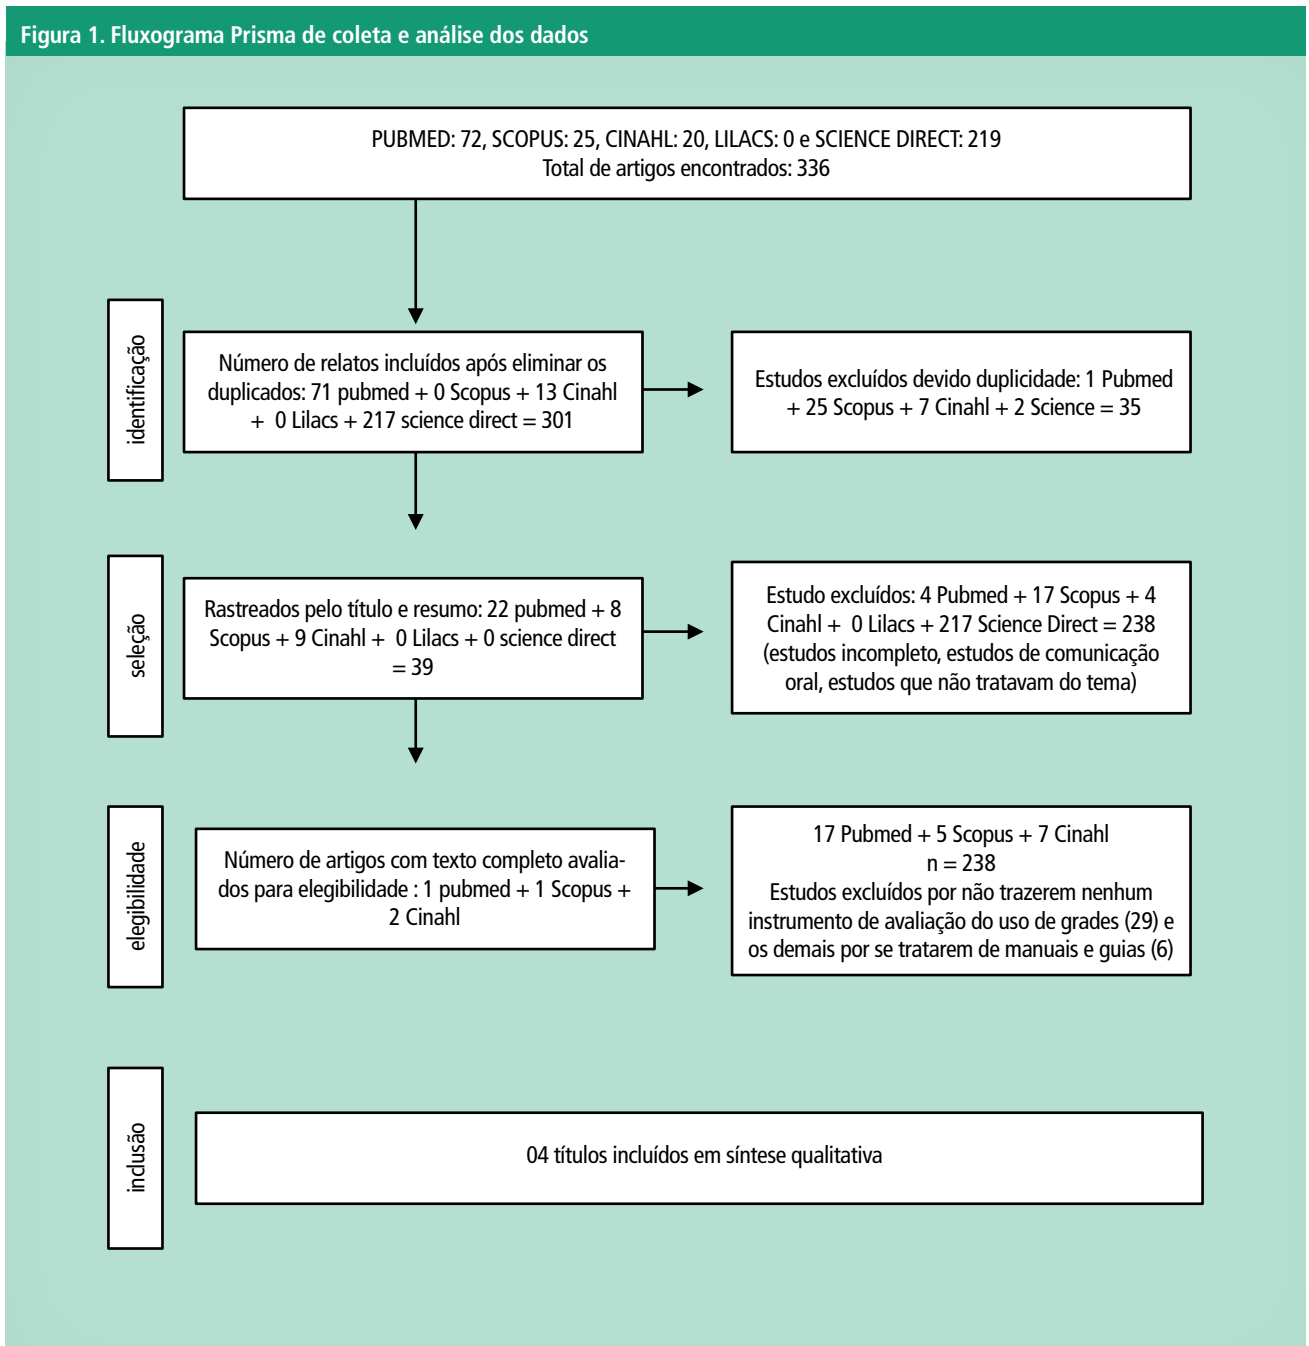 Figura 1. Fluxograma Prisma de coleta e análise dos dados
PUBMED: 72, SCOPUS: 25, CINAHL: 20, LILACS: 0 e SCIENCE DIRECT: 219
Total de artigos encontrados: 336
identificação
Número de relatos incluídos após eliminar os
duplicados: 71 pubmed + 0 Scopus + 13 Cinahl
+ 0 Lilacs + 217 science direct = 301
Estudos excluídos devido duplicidade: 1 Pubmed
+ 25 Scopus + 7 Cinahl + 2 Science = 35
seleção
Rastreados pelo título e resumo: 22 pubmed + 8
Scopus + 9 Cinahl + 0 Lilacs + 0 science direct
= 39
Estudo excluídos: 4 Pubmed + 17 Scopus + 4
Cinahl + 0 Lilacs + 217 Science Direct = 238
(estudos incompleto, estudos de comunicação
oral, estudos que não tratavam do tema)
elegibilidade
Número de artigos com texto completo avalia-
dos para elegibilidade : 1 pubmed + 1 Scopus +
2 Cinahl
17 Pubmed + 5 Scopus + 7 Cinahl
n = 238
Estudos excluídos por não trazerem nenhum
instrumento de avaliação do uso de grades (29) e
os demais por se tratarem de manuais e guias (6)
inclusão
04 títulos incluídos em síntese qualitativa